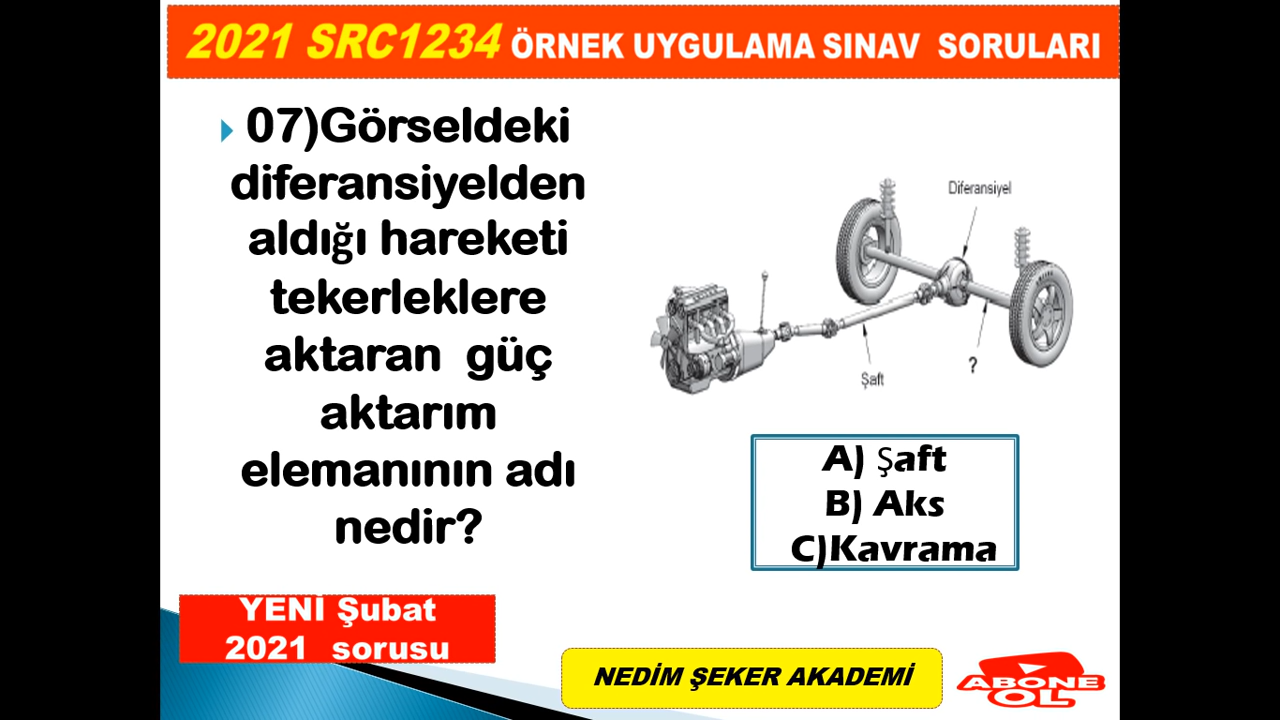 2021 SRC1234 ÖRNEK UYGULAMA SINAV SORULARI
07)Görseldeki
diferansiyelden
aldığı hareketi
tekerleklere
aktaran güç
aktarım
elemanının adı
nedir?
Diferansiyel
Şaft
?
A) Şaft
B) Aks
C)Kavrama
YENİ Şubat
2021 sorusu
NEDİM ŞEKER AKADEMİ
ABONE
OL